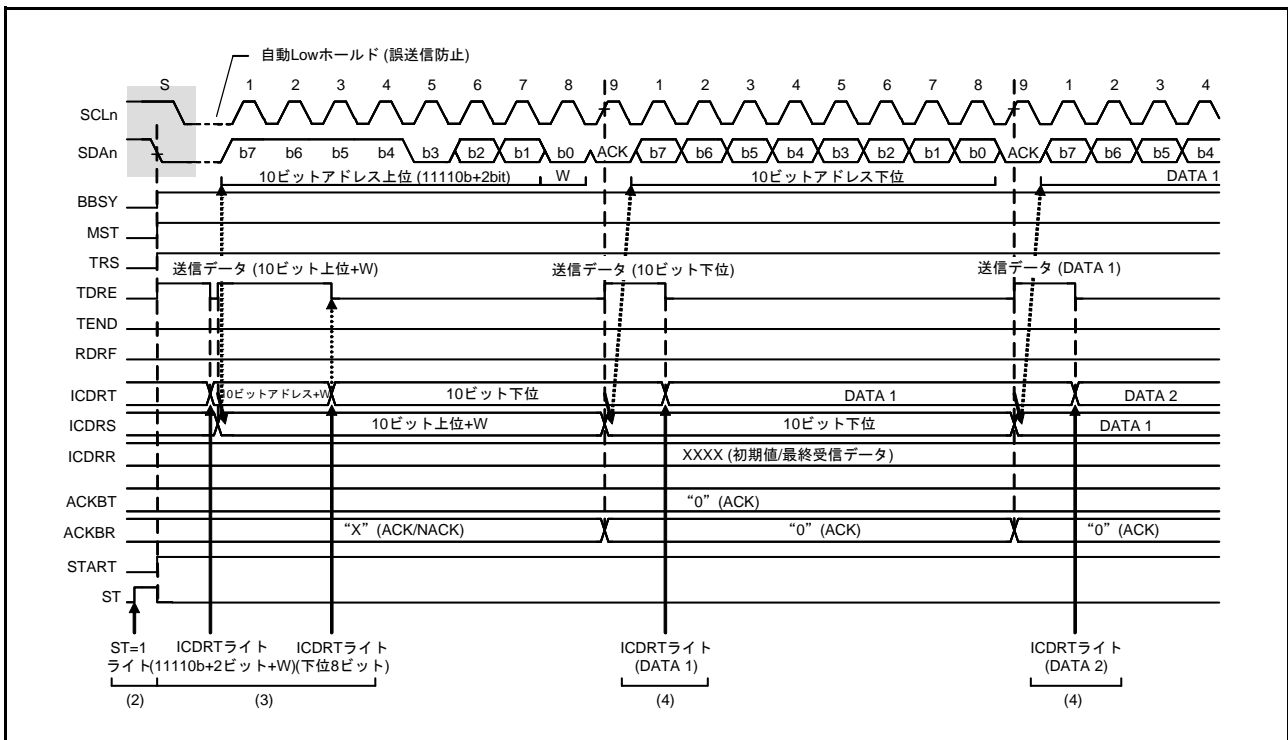 自動Lowホールド (誤送信防止)
S 1 2 3 4 5 6 7 8 9 1 2 3 4 5 6 7 8 9 1 2 3 4
SCLn
SDAn b7 b6 b5 b4 b3 b2 b1 b0 ACK b7 b6 b5 b4 b3 b2 b1 b0 ACK b7 b6 b5 b4
10ビットアドレス上位 (11110b+2bit) W 10ビットアドレス下位 DATA 1
BBSY
MST
TRS
送信データ (10ビット上位+W) 送信データ (10ビット下位) 送信データ (DATA 1)
TDRE
TEND
RDRF
ICDRT 10ビットアドレス+W 10ビット下位 DATA 1 DATA 2
ICDRS 10ビット上位+W 10ビット下位 DATA 1
ICDRR XXXX (初期値/最終受信データ)
ACKBT “0” (ACK)
ACKBR “X” (ACK/NACK) “0” (ACK) “0” (ACK)
START
ST
ST=1 ICDRTライト ICDRTライト ICDRTライト ICDRTライト
ライト(11110b+2ビット+W)(下位8ビット) (DATA 1) (DATA 2)
(2) (3) (4) (4)